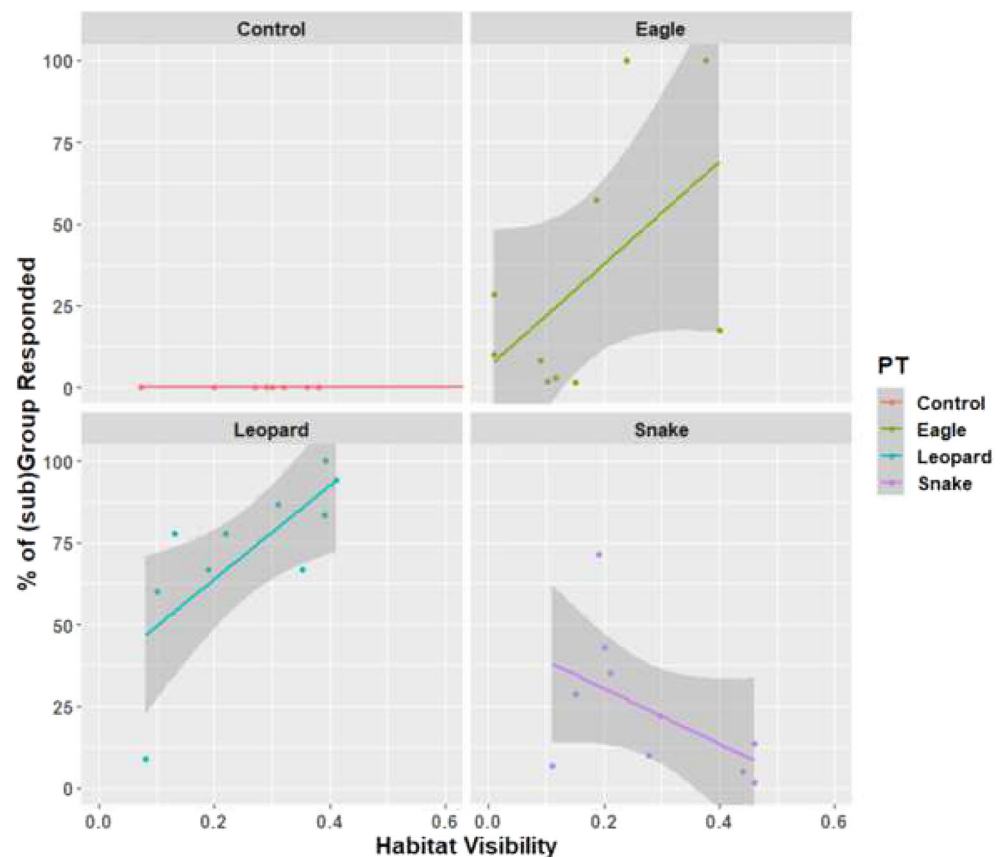 Control Eagle
100
75
50
25
0
% of (sub)Group Responded
Leopard Snake
100
75
50
25
0
0.0 0.2 0.4 0.6 0.0 0.2 0.4 0.6
Habitat Visibility
PT
Control
Eagle
Leopard
Snake